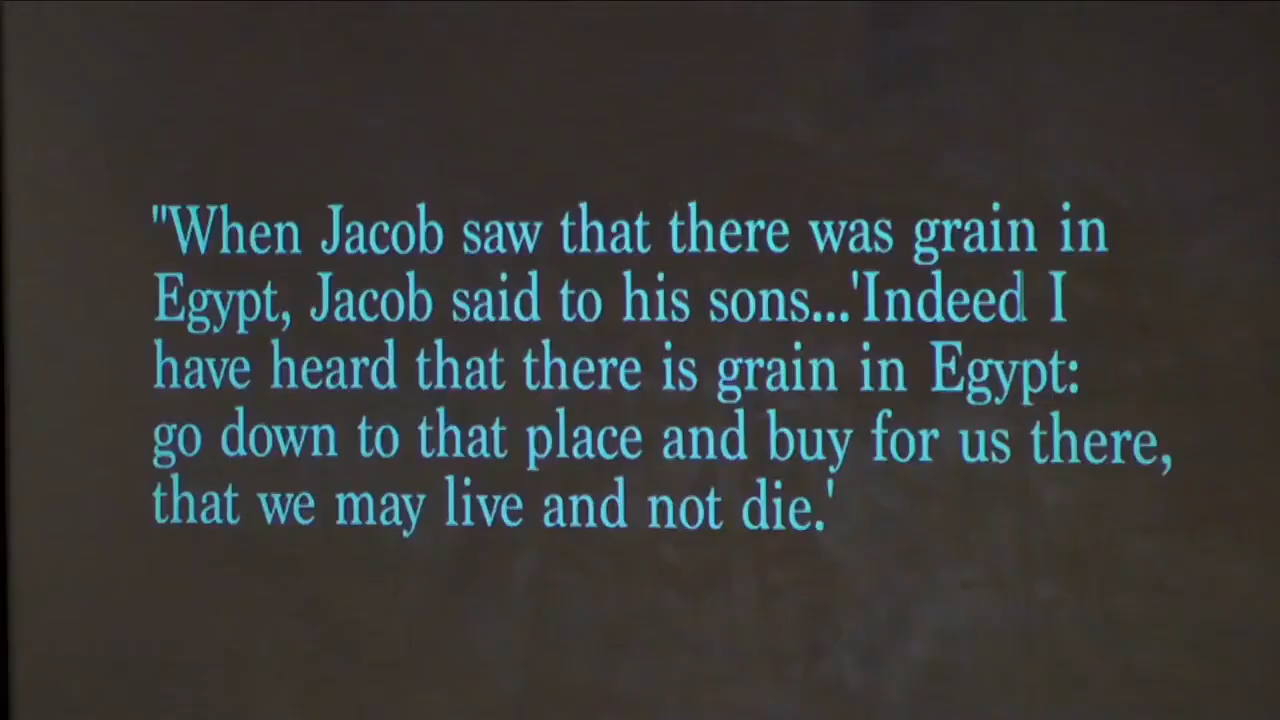 "When Jacob saw that there was grain in
Egypt, Jacob said to his sons...'Indeed I
have heard that there is grain in Egypt:
go down to that place and buy for us there,
that we may live and not die.'